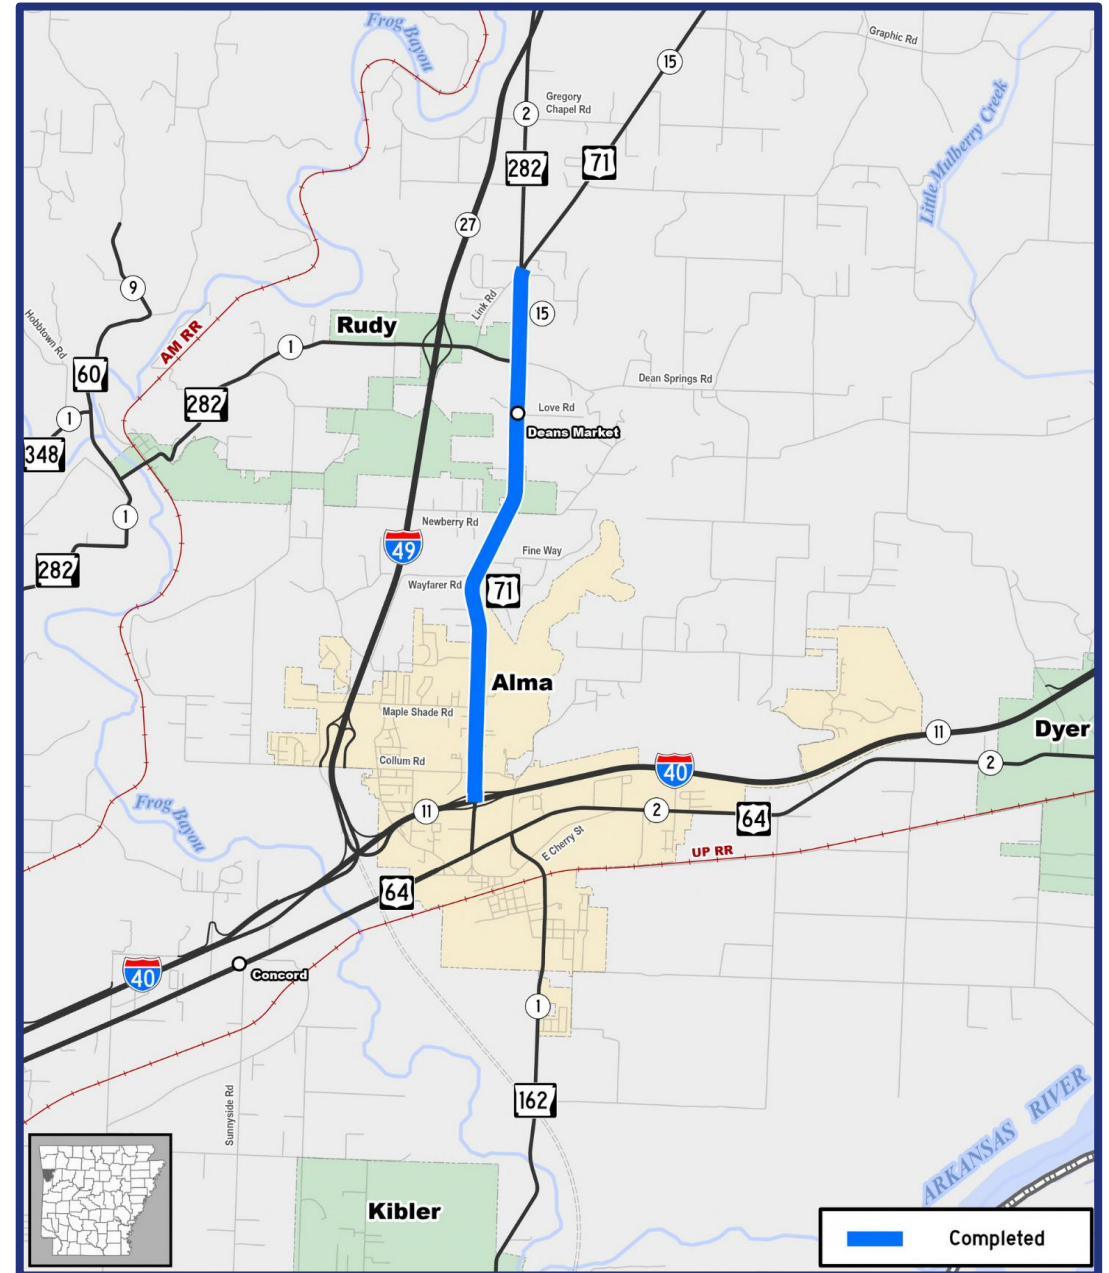 Frog
Bayou
Graphic Rd
15
Gregory
Chapel Rd
2
282
71
Little Mulberry Creek
27
9
Hobbtown Rd
AM RR
Link Rd
15
Rudy
1
60
Dean Springs Rd
282
1
Love Rd
Deans Market
348
1
Newberry Rd
49
Fine Way
282
Wayfarer Rd
71
Alma
Maple Shade Rd
Dyer
11
Collum Rd
40
2
Frog
Bayou
11
2
64
E Cherry St
UP RR
64
40
Concord
1
162
Sunnyside Rd
ARKANSAS RIVER
Kibler
Completed